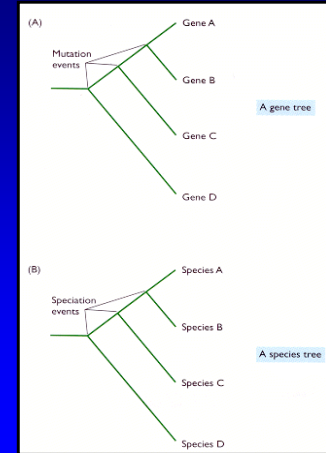 (A)
Gene A
Mutation
events
Gene B
A gene tree
Gene C
Gene D
(B)
Species A
Speciation
events
Species B
A species tree
Species C
Species D